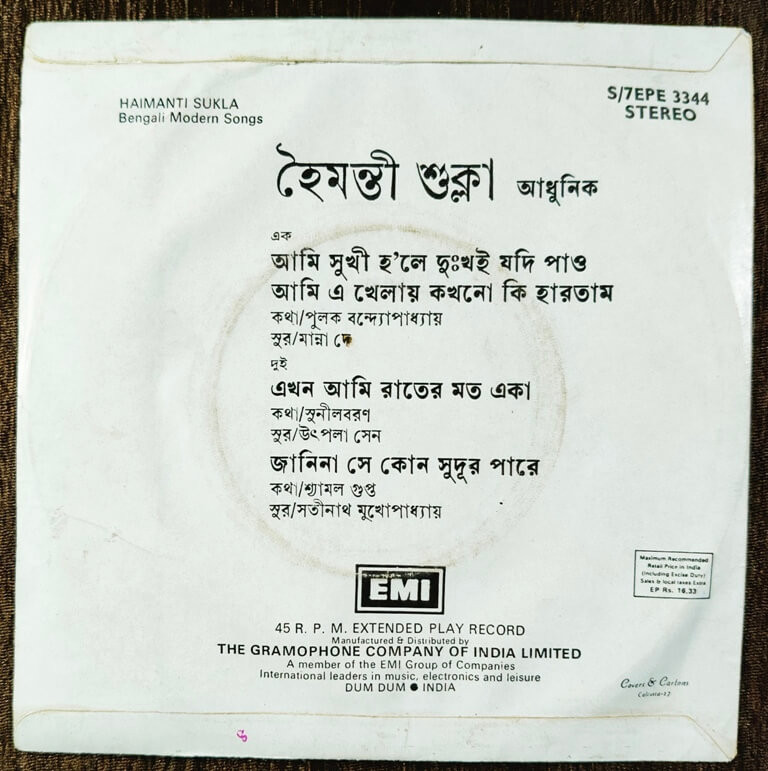 HAIMANTI SUKLA
Bengali Modern Songs
S/7EPE 3344
STEREO
হৈমন্তী শুক্লা আধুনিক
এক
আমি সুখী হ'লে দুঃখই যদি পাও
আমি এ খেলায় কখনো কি হারতাম
কথা/পুলক বন্দ্যোপাধ্যায়
সুর/মান্না দে
দুই
এখন আমি রাতের মত একা
কথা/সুনীলবরণ
সুর/উৎপলা সেন
জানিনা সে কোন সুদূর পারে
কথা/শ্যামল গুপ্ত
সুর/সতীনাথ মুখোপাধ্যায়
Maximum Recommended
Retail Price in India
(Including Excise Duty)
Sales & local taxes Extra
EP Rs. 16.33
EMI
45 R. P. M. EXTENDED PLAY RECORD
Manufactured & Distributed by
THE GRAMOPHONE COMPANY OF INDIA LIMITED
A member of the EMI Group of Companies
International leaders in music, electronics and leisure
DUM DUM ● INDIA
Covers & Cartons
Calcutta-12